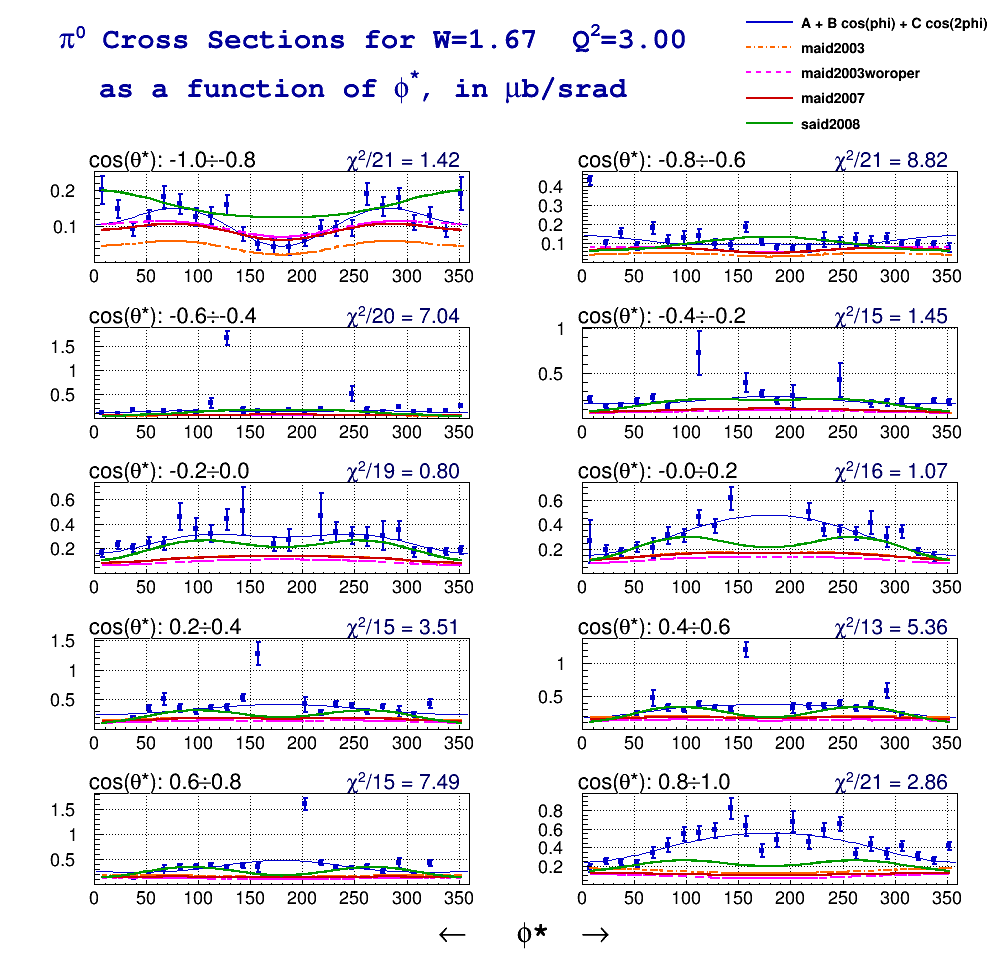 π⁰ Cross Sections for W=1.67 Q²=3.00
as a function of ϕ*, in μb/srad
A + B cos(phi) + C cos(2phi)
maid2003
maid2003woroper
maid2007
said2008
cos(θ*): -1.0÷-0.8 χ²/21 = 1.42
0.2
0.1
0 50 100 150 200 250 300 350
cos(θ*): -0.8÷-0.6 χ²/21 = 8.82
0.4
0.3
0.2
0.1
0 50 100 150 200 250 300 350
cos(θ*): -0.6÷-0.4 χ²/20 = 7.04
1.5
1
0.5
0 50 100 150 200 250 300 350
cos(θ*): -0.4÷-0.2 χ²/15 = 1.45
1
0.5
0 50 100 150 200 250 300 350
cos(θ*): -0.2÷0.0 χ²/19 = 0.80
0.6
0.4
0.2
0 50 100 150 200 250 300 350
cos(θ*): -0.0÷0.2 χ²/16 = 1.07
0.6
0.4
0.2
0 50 100 150 200 250 300 350
cos(θ*): 0.2÷0.4 χ²/15 = 3.51
1.5
1
0.5
0 50 100 150 200 250 300 350
cos(θ*): 0.4÷0.6 χ²/13 = 5.36
1
0.5
0 50 100 150 200 250 300 350
cos(θ*): 0.6÷0.8 χ²/15 = 7.49
1.5
1
0.5
0 50 100 150 200 250 300 350
cos(θ*): 0.8÷1.0 χ²/21 = 2.86
0.8
0.6
0.4
0.2
0 50 100 150 200 250 300 350
← ϕ* →